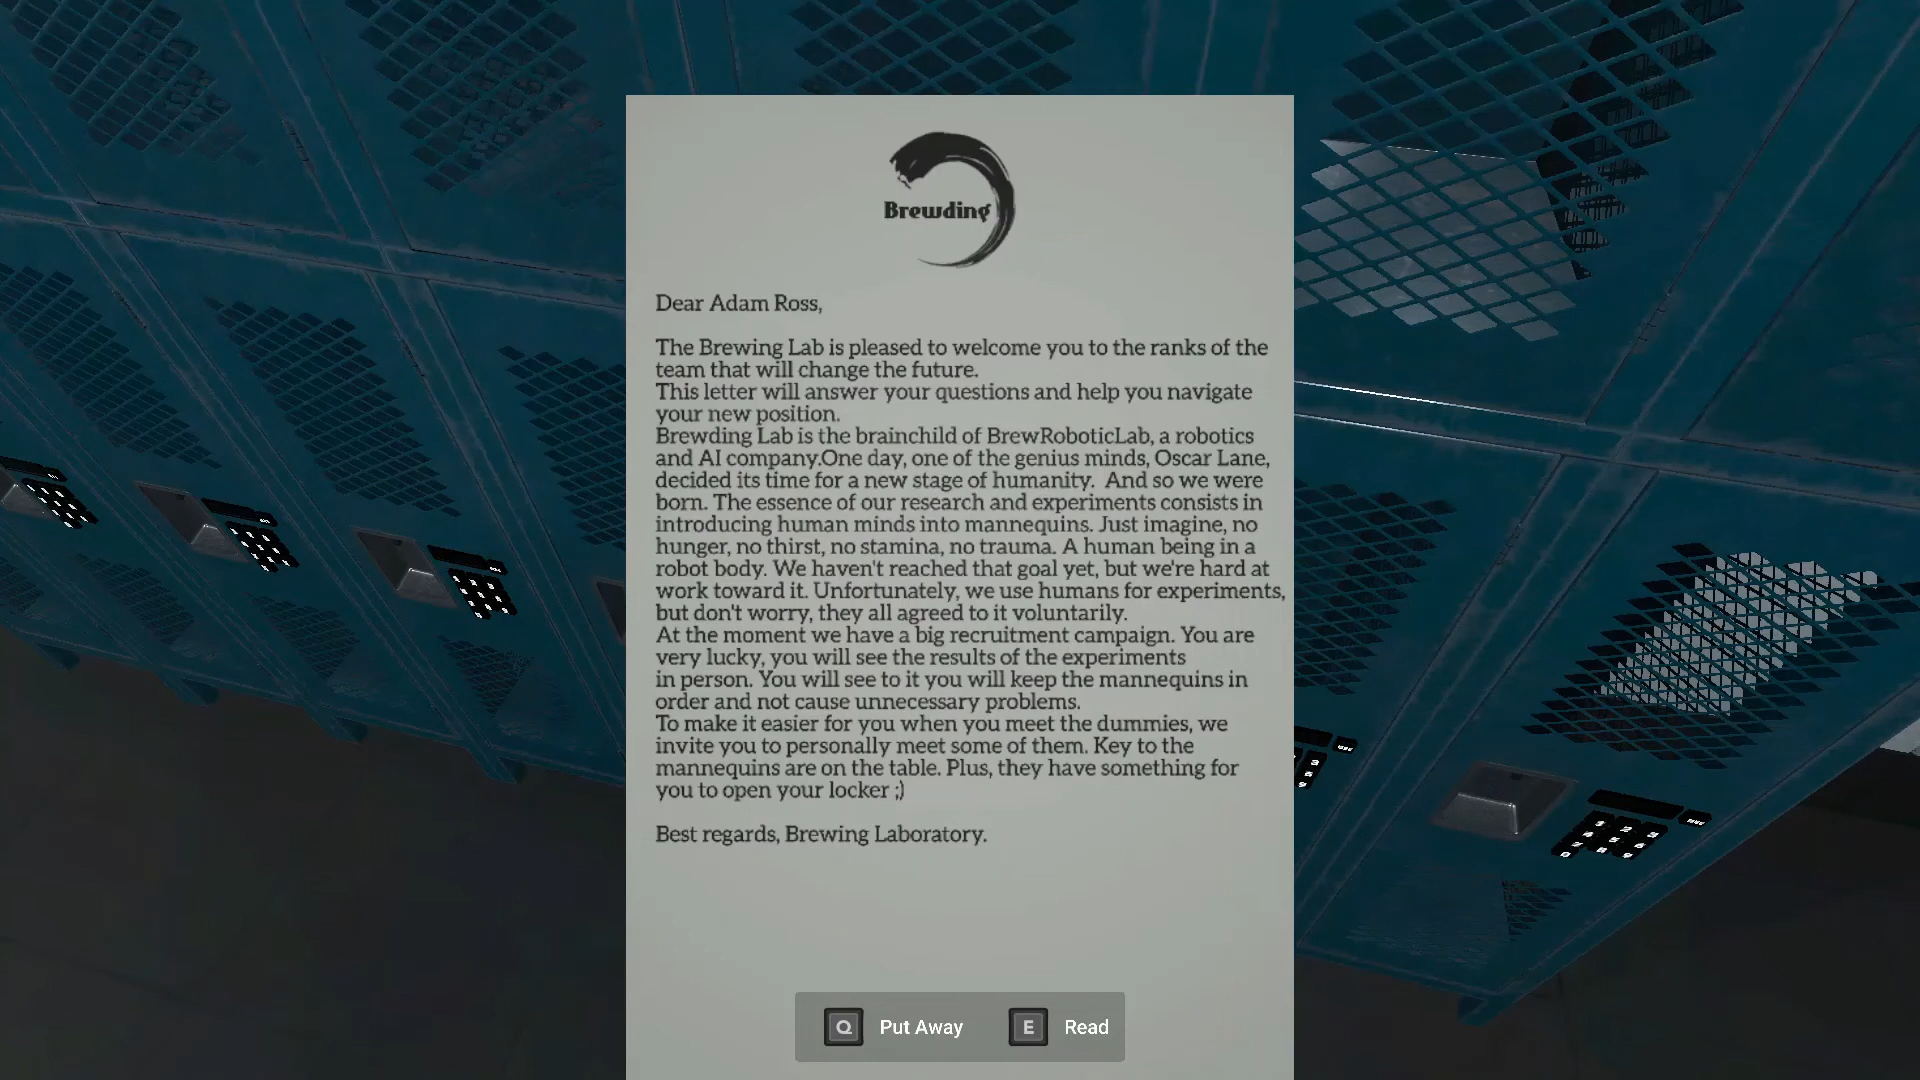 Brewding
Dear Adam Ross,
The Brewing Lab is pleased to welcome you to the ranks of the
team that will change the future.
This letter will answer your questions and help you navigate
your new position.
Brewding Lab is the brainchild of BrewRoboticLab, a robotics
and AI company.One day, one of the genius minds, Oscar Lane,
decided its time for a new stage of humanity.  And so we were
born. The essence of our research and experiments consists in
introducing human minds into mannequins. Just imagine, no
hunger, no thirst, no stamina, no trauma. A human being in a
robot body. We haven't reached that goal yet, but we're hard at
work toward it. Unfortunately, we use humans for experiments,
but don't worry, they all agreed to it voluntarily.
At the moment we have a big recruitment campaign. You are
very lucky, you will see the results of the experiments
in person. You will see to it you will keep the mannequins in
order and not cause unnecessary problems.
To make it easier for you when you meet the dummies, we
invite you to personally meet some of them. Key to the
mannequins are on the table. Plus, they have something for
you to open your locker ;)
Best regards, Brewing Laboratory.
Q Put Away E Read